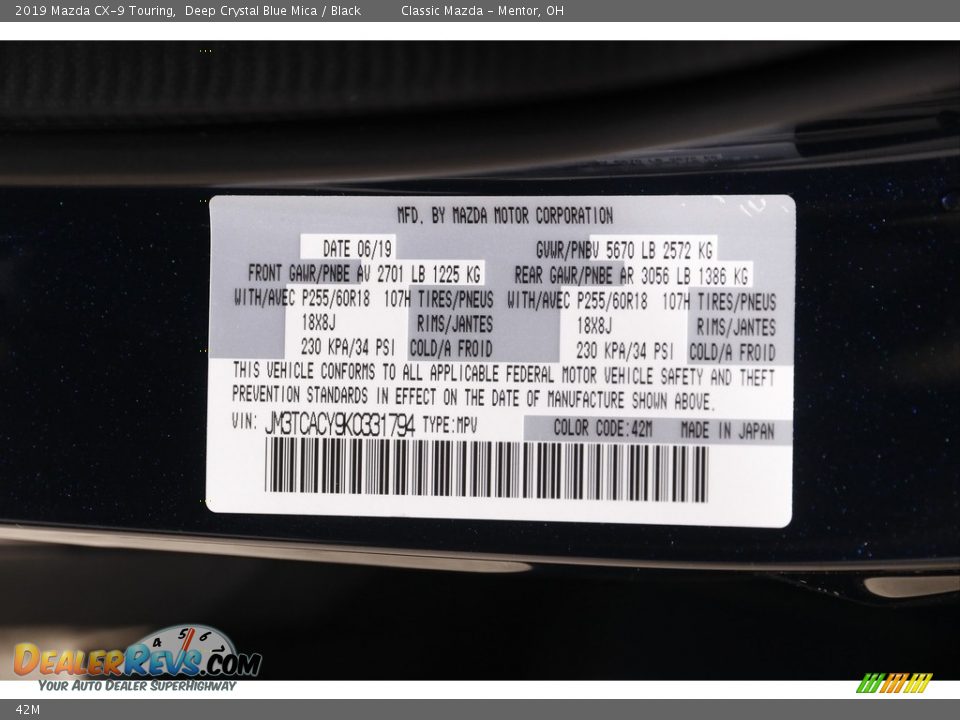 2019 Mazda CX-9 Touring, Deep Crystal Blue Mica / Black Classic Mazda - Mentor, OH
MFD. BY MAZDA MOTOR CORPORATION
DATE 06/19 GVWR/PNBV 5670 LB 2572 KG
FRONT GAWR/PNBE AV 2701 LB 1225 KG REAR GAWR/PNBE AR 3056 LB 1386 KG
WITH/AVEC P255/60R18 107H TIRES/PNEUS WITH/AVEC P255/60R18 107H TIRES/PNEUS
18X8J RIMS/JANTES 18X8J RIMS/JANTES
230 KPA/34 PSI COLD/A FROID 230 KPA/34 PSI COLD/A FROID
THIS VEHICLE CONFORMS TO ALL APPLICABLE FEDERAL MOTOR VEHICLE SAFETY AND THEFT
PREVENTION STANDARDS IN EFFECT ON THE DATE OF MANUFACTURE SHOWN ABOVE.
VIN: JM3TCACY9K0331794 TYPE:MPV COLOR CODE:42M MADE IN JAPAN
4 5 6
DEALERREVS.COM
YOUR AUTO DEALER SUPERHIGHWAY
42M